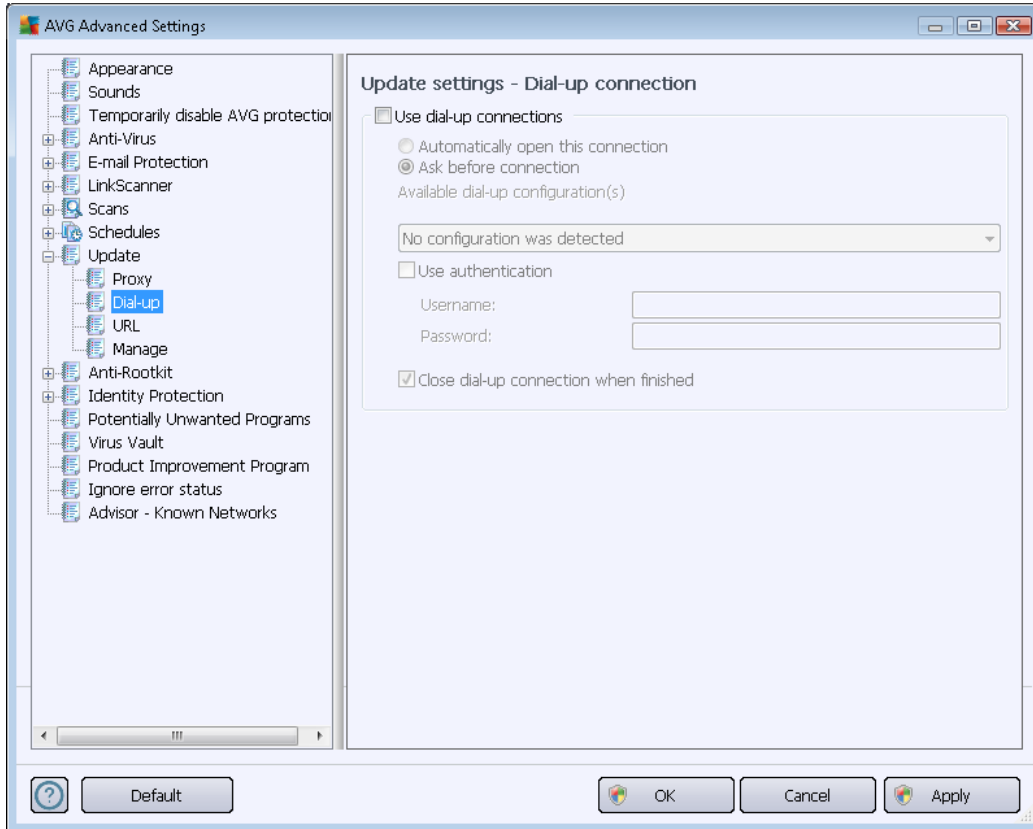 AVG Advanced Settings
Appearance
Sounds
Temporarily disable AVG protection
Anti-Virus
E-mail Protection
LinkScanner
Scans
Schedules
Update
Proxy
Dial-up
URL
Manage
Anti-Rootkit
Identity Protection
Potentially Unwanted Programs
Virus Vault
Product Improvement Program
Ignore error status
Advisor - Known Networks
Update settings - Dial-up connection
Use dial-up connections
Automatically open this connection
Ask before connection
Available dial-up configuration(s)
No configuration was detected
Use authentication
Username:
Password:
Close dial-up connection when finished
? Default OK Cancel Apply